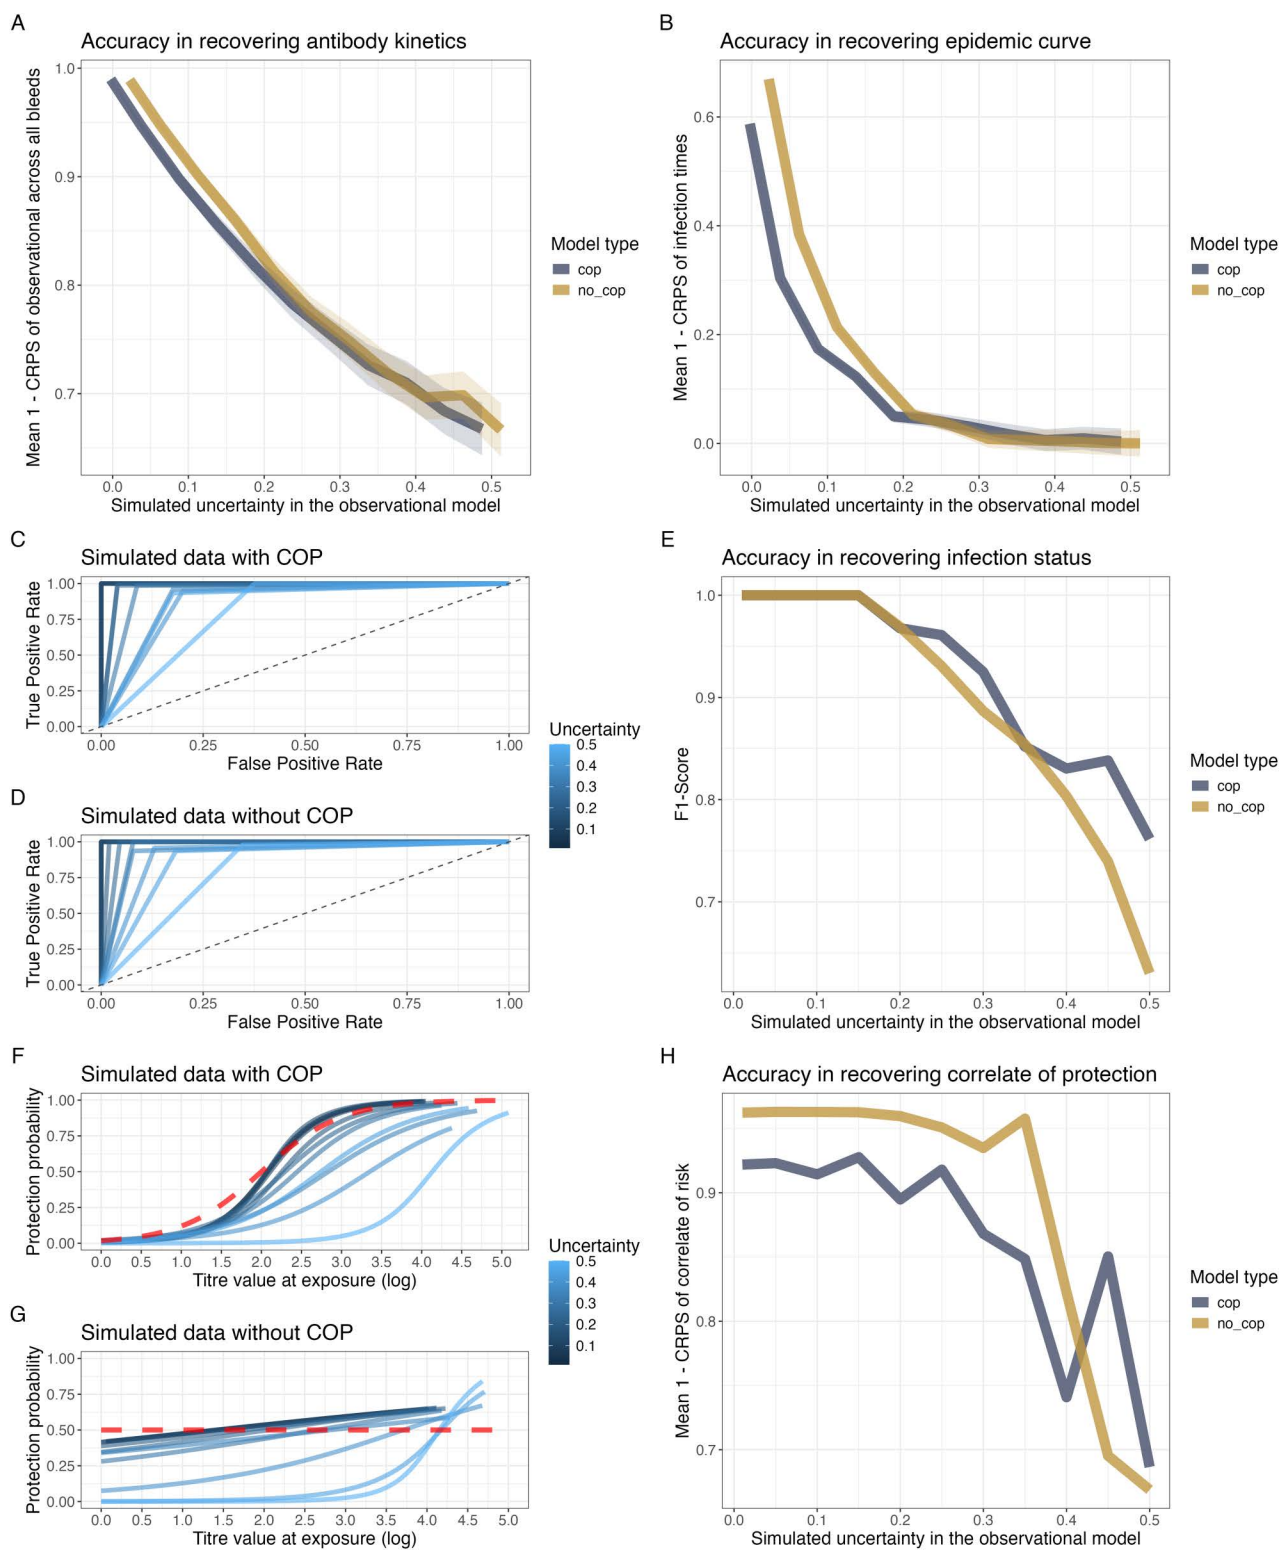 A
Accuracy in recovering antibody kinetics
Mean 1 - CRPS of observational across all bleeds
1.0
0.9
0.8
0.7
0.0 0.1 0.2 0.3 0.4 0.5
Simulated uncertainty in the observational model
Model type
cop
no_cop
B
Accuracy in recovering epidemic curve
Mean 1 - CRPS of infection times
0.6
0.4
0.2
0.0
0.0 0.1 0.2 0.3 0.4 0.5
Simulated uncertainty in the observational model
Model type
cop
no_cop
C
Simulated data with COP
True Positive Rate
1.00
0.75
0.50
0.25
0.00
0.00 0.25 0.50 0.75 1.00
False Positive Rate
D
Simulated data without COP
True Positive Rate
1.00
0.75
0.50
0.25
0.00
0.00 0.25 0.50 0.75 1.00
False Positive Rate
Uncertainty
0.5
0.4
0.3
0.2
0.1
E
Accuracy in recovering infection status
F1-Score
1.0
0.9
0.8
0.7
0.0 0.1 0.2 0.3 0.4 0.5
Simulated uncertainty in the observational model
Model type
cop
no_cop
F
Simulated data with COP
Protection probability
1.00
0.75
0.50
0.25
0.00
0.0 0.5 1.0 1.5 2.0 2.5 3.0 3.5 4.0 4.5 5.0
Titre value at exposure (log)
G
Simulated data without COP
Protection probability
1.00
0.75
0.50
0.25
0.00
0.0 0.5 1.0 1.5 2.0 2.5 3.0 3.5 4.0 4.5 5.0
Titre value at exposure (log)
Uncertainty
0.5
0.4
0.3
0.2
0.1
H
Accuracy in recovering correlate of protection
Mean 1 - CRPS of correlate of risk
0.9
0.8
0.7
0.0 0.1 0.2 0.3 0.4 0.5
Simulated uncertainty in the observational model
Model type
cop
no_cop